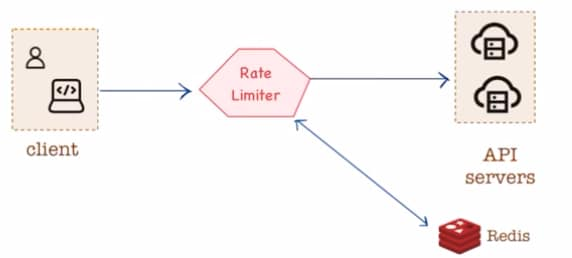 Rate
Limiter
client
API
servers
Redis